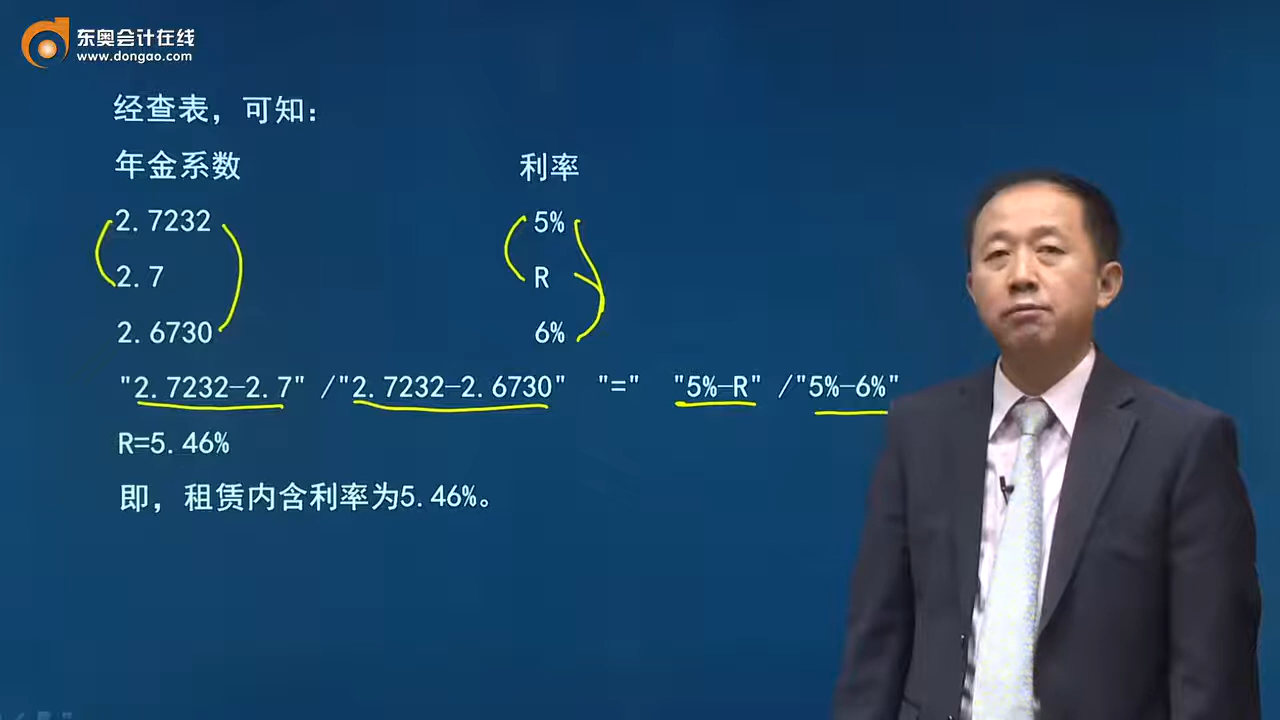 东奥会计在线
www.dongao.com
经查表，可知：
年金系数 利率
2.7232 5%
2.7 R
2.6730 6%
"2.7232-2.7" /"2.7232-2.6730" "=" "5%-R" /"5%-6%"
R=5.46%
即，租赁内含利率为5.46%。